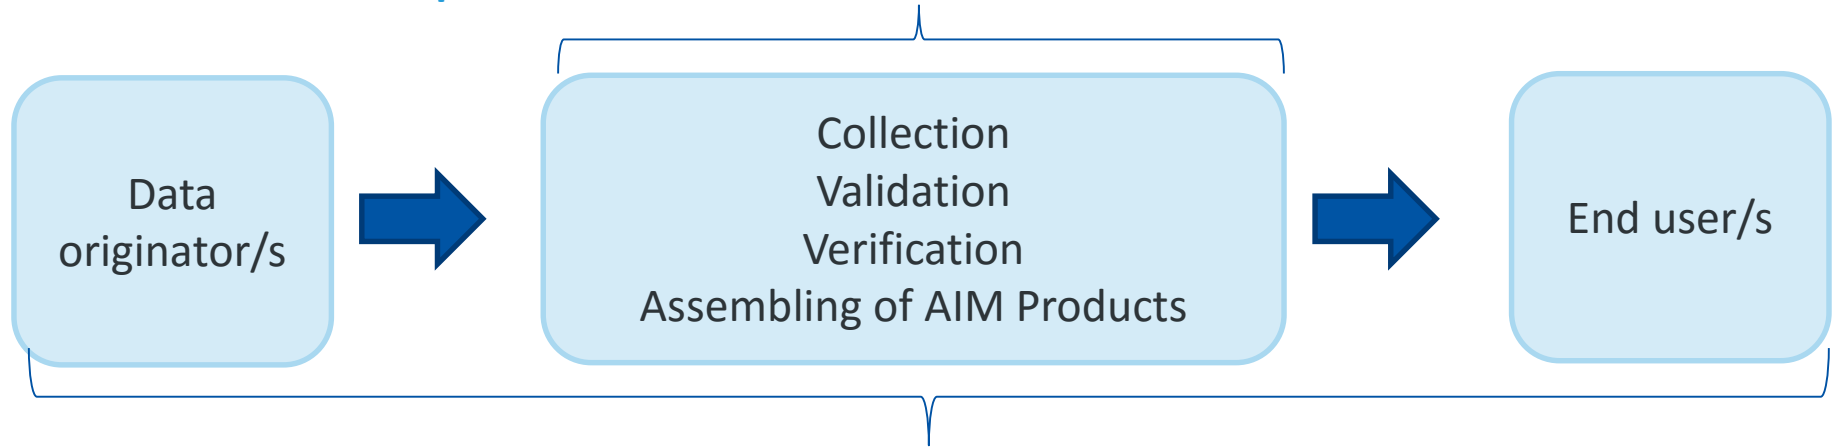 Data
originator/s
Collection
Validation
Verification
Assembling of AIM Products
End user/s